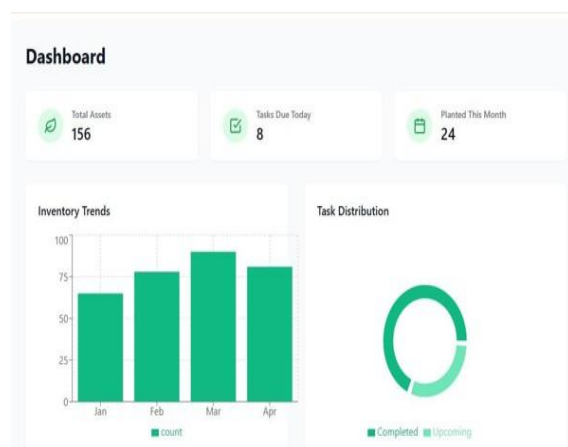 Dashboard
Total Assets
156
Tasks Due Today
8
Planted This Month
24
Inventory Trends
100
75
50
25
0
Jan Feb Mar Apr
count
Task Distribution
Completed Upcoming